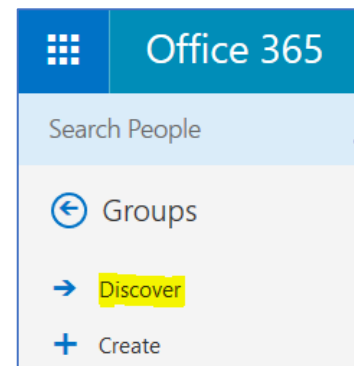 Office 365
Search People
Groups
Discover
Create